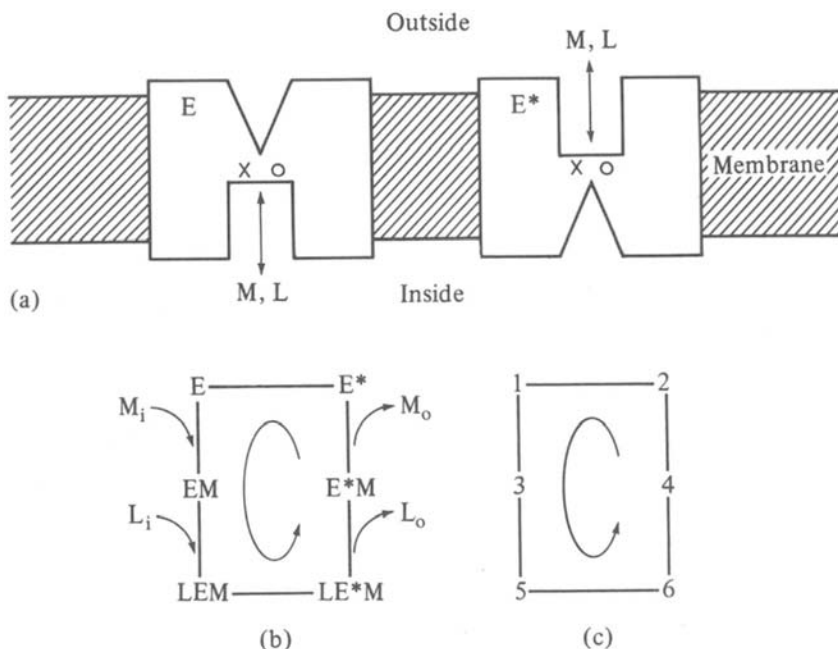 Outside
M, L
E
E*
x o
x o
Membrane
M, L
Inside
(a)
E
E*
M_i
M_o
EM
E*M
L_i
L_o
LEM
LE*M
(b)
1
2
3
4
5
6
(c)